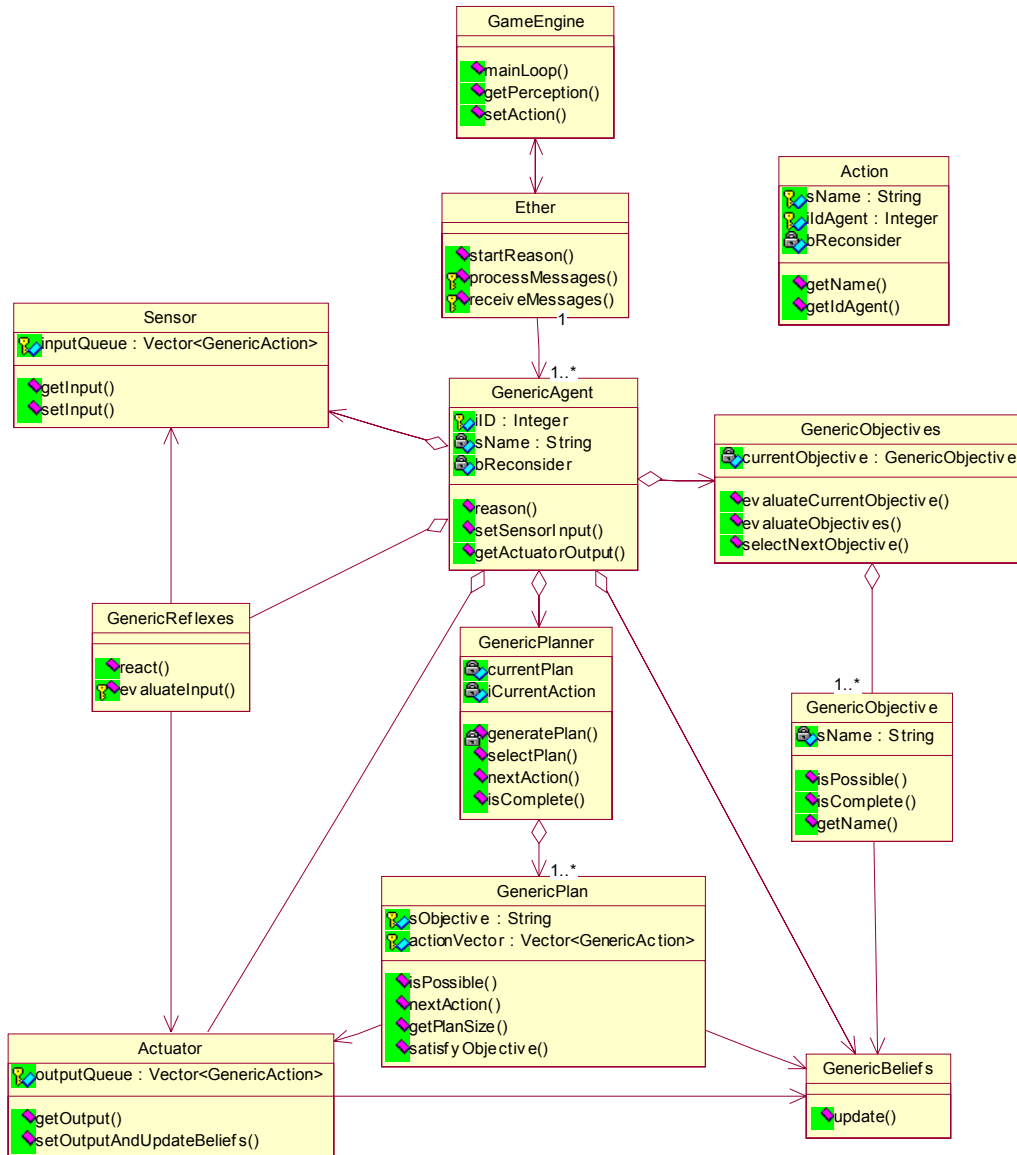 GameEngine
mainLoop()
getPerception()
setAction()
Action
sName : String
iIdAgent : Integer
bReconsider
getName()
getIdAgent()
Ether
startReason()
processMessages()
receiveMessages()
1
1..*
Sensor
inputQueue : Vector<GenericAction>
getInput()
setInput()
GenericAgent
iID : Integer
sName : String
bReconsider
reason()
setSensorInput()
getActuatorOutput()
GenericObjectives
currentObjective : GenericObjective
evaluateCurrentObjective()
evaluateObjectives()
selectNextObjective()
GenericReflexes
react()
evaluateInput()
GenericPlanner
currentPlan
iCurrentAction
generatePlan()
selectPlan()
nextAction()
isComplete()
1..*
GenericObjective
sName : String
isPossible()
isComplete()
getName()
1..*
GenericPlan
sObjective : String
actionVector : Vector<GenericAction>
isPossible()
nextAction()
getPlanSize()
satisfyObjective()
Actuator
outputQueue : Vector<GenericAction>
getOutput()
setOutputAndUpdateBeliefs()
GenericBeliefs
update()